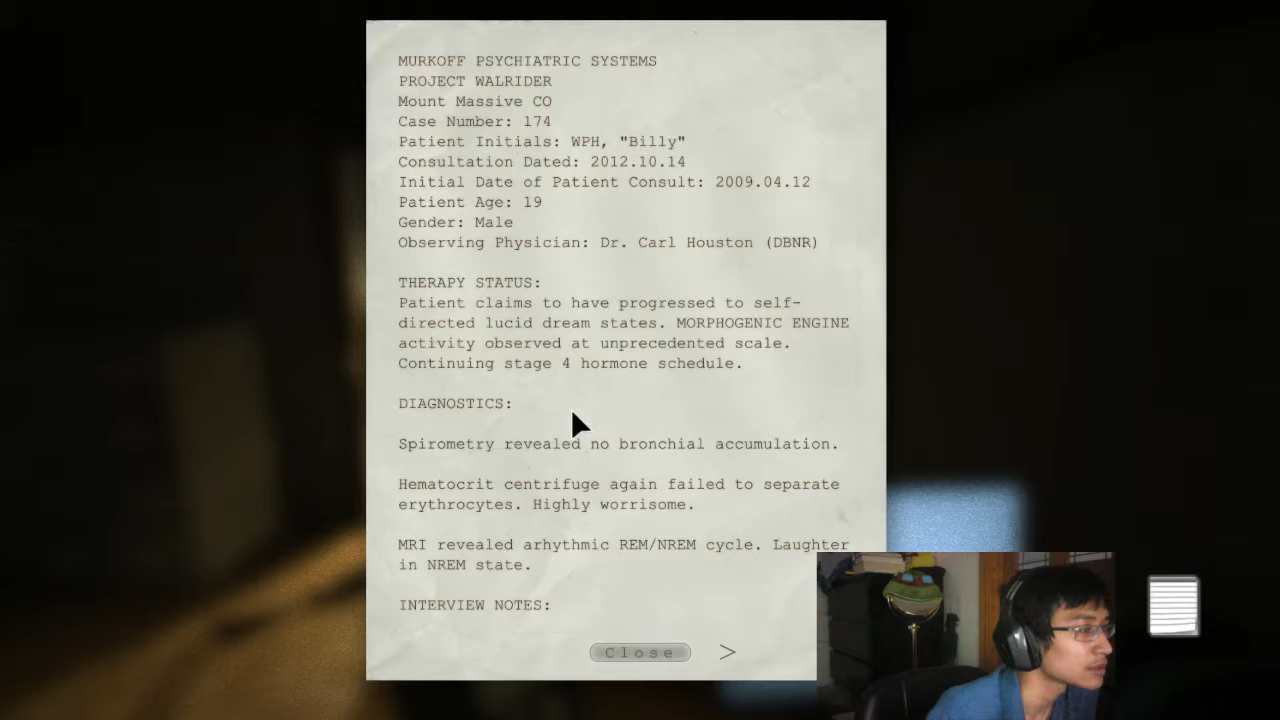 MURKOFF PSYCHIATRIC SYSTEMS
PROJECT WALRIDER
Mount Massive CO
Case Number: 174
Patient Initials: WPH, "Billy"
Consultation Dated: 2012.10.14
Initial Date of Patient Consult: 2009.04.12
Patient Age: 19
Gender: Male
Observing Physician: Dr. Carl Houston (DBNR)
THERAPY STATUS:
Patient claims to have progressed to self-
directed lucid dream states. MORPHOGENIC ENGINE
activity observed at unprecedented scale.
Continuing stage 4 hormone schedule.
DIAGNOSTICS:
Spirometry revealed no bronchial accumulation.
Hematocrit centrifuge again failed to separate
erythrocytes. Highly worrisome.
MRI revealed arhythmic REM/NREM cycle. Laughter
in NREM state.
INTERVIEW NOTES:
Close >